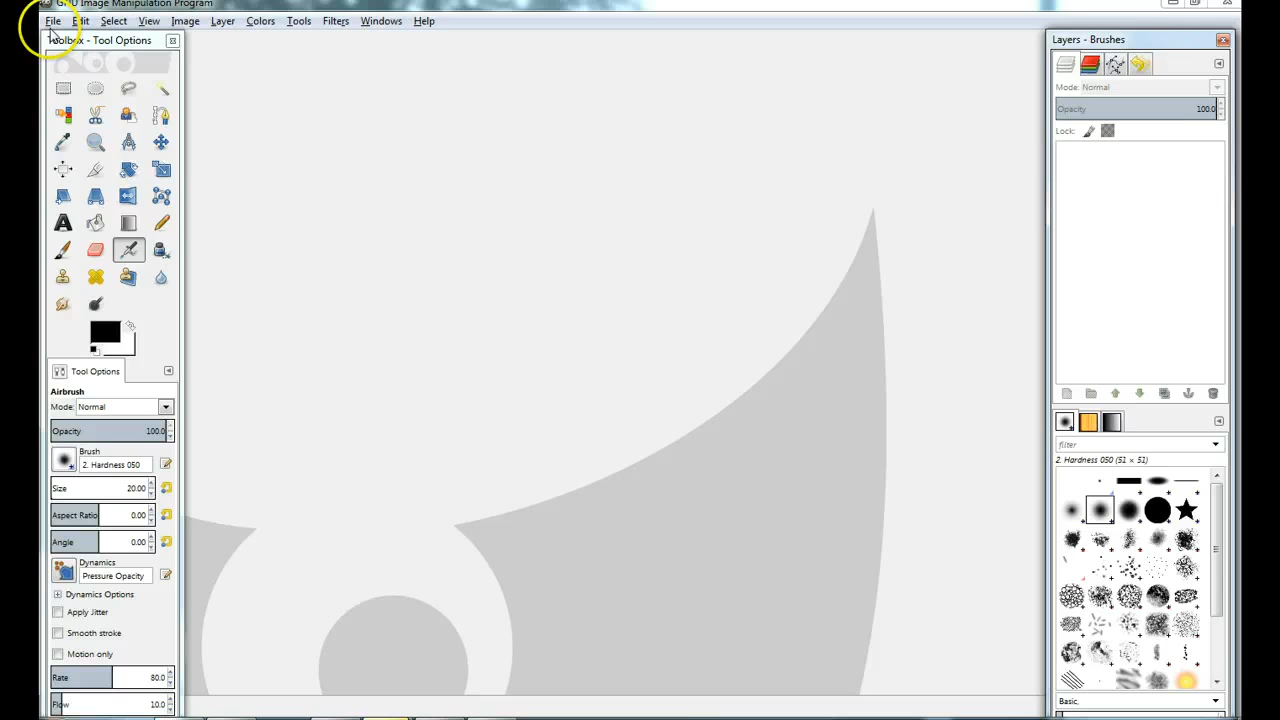 GNU Image Manipulation Program
File Edit Select View Image Layer Colors Tools Filters Windows Help
Toolbox - Tool Options
Layers - Brushes
Mode: Normal
Opacity 100.0
Lock:
Tool Options
Airbrush
Mode: Normal
Opacity 100.0
Brush
2. Hardness 050
Size 20.00
Aspect Ratio 0.00
Angle 0.00
Dynamics
Pressure Opacity
Dynamics Options
Apply Jitter
Smooth stroke
Motion only
Rate 80.0
Flow 10.0
filter
2. Hardness 050 (51 × 51)
Basic,